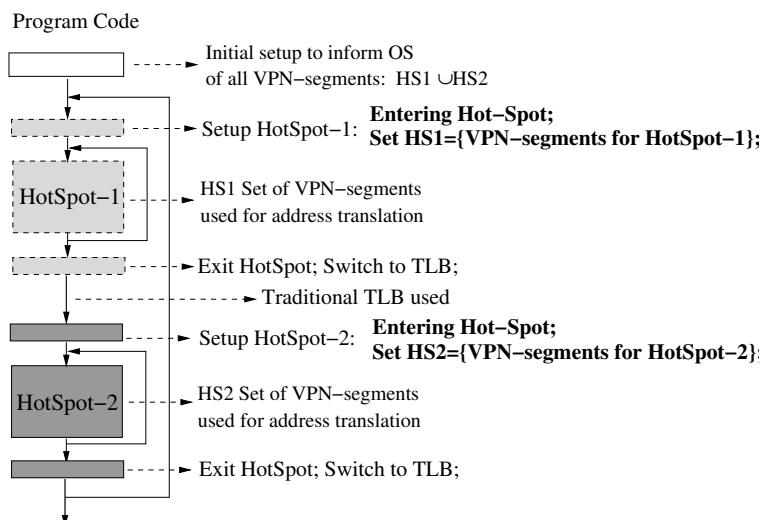 Program Code
Initial setup to inform OS
of all VPN−segments: HS1 ∪HS2
Setup HotSpot−1:
Entering Hot−Spot;
Set HS1={VPN−segments for HotSpot−1};
HotSpot−1
HS1 Set of VPN−segments
used for address translation
Exit HotSpot; Switch to TLB;
Traditional TLB used
Setup HotSpot−2:
Entering Hot−Spot;
Set HS2={VPN−segments for HotSpot−2};
HotSpot−2
HS2 Set of VPN−segments
used for address translation
Exit HotSpot; Switch to TLB;